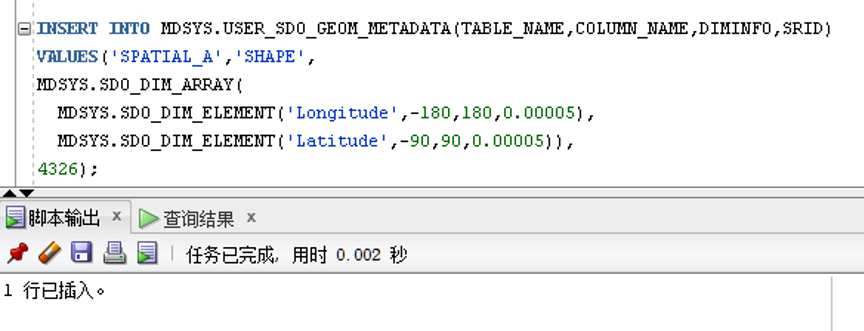 INSERT INTO MDSYS.USER_SDO_GEOM_METADATA(TABLE_NAME,COLUMN_NAME,DIMINFO,SRID)
VALUES('SPATIAL_A','SHAPE',
MDSYS.SDO_DIM_ARRAY(
MDSYS.SDO_DIM_ELEMENT('Longitude',-180,180,0.00005),
MDSYS.SDO_DIM_ELEMENT('Latitude',-90,90,0.00005)),
4326);
脚本输出 x 查询结果 x
任务已完成, 用时 0.002 秒
1 行已插入。